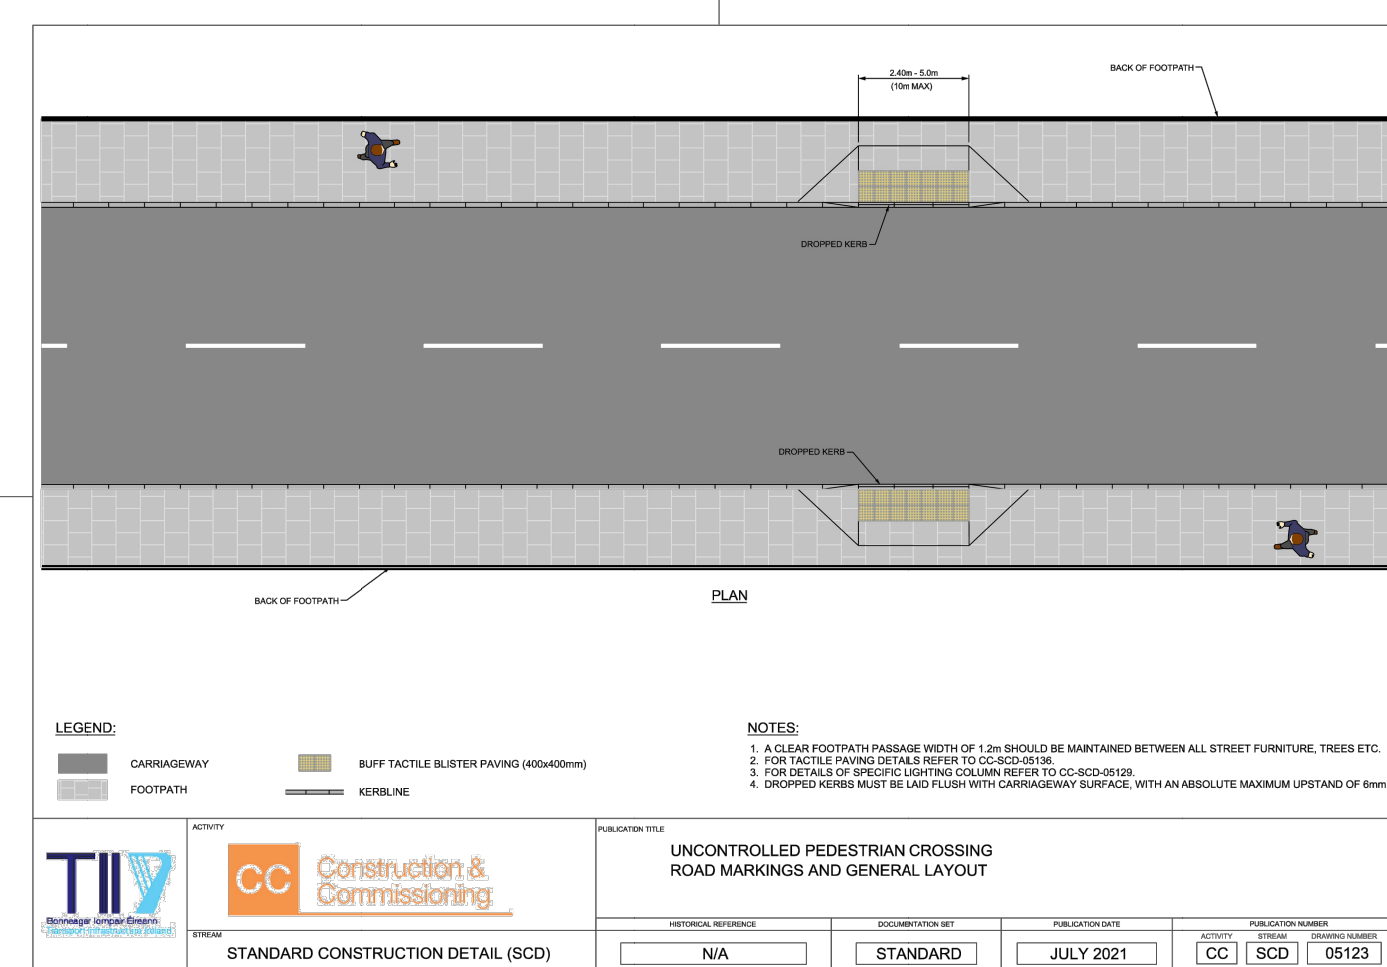 2.40m - 5.0m
(10m MAX)
BACK OF FOOTPATH
DROPPED KERB
DROPPED KERB
BACK OF FOOTPATH
PLAN
LEGEND:
CARRIAGEWAY
BUFF TACTILE BLISTER PAVING (400x400mm)
FOOTPATH
KERBLINE
NOTES:
1. A CLEAR FOOTPATH PASSAGE WIDTH OF 1.2m SHOULD BE MAINTAINED BETWEEN ALL STREET FURNITURE, TREES ETC.
2. FOR TACTILE PAVING DETAILS REFER TO CC-SCD-05136.
3. FOR DETAILS OF SPECIFIC LIGHTING COLUMN REFER TO CC-SCD-05129.
4. DROPPED KERBS MUST BE LAID FLUSH WITH CARRIAGEWAY SURFACE, WITH AN ABSOLUTE MAXIMUM UPSTAND OF 6mm
TII
Bonneagar Iompair Éireann
Transport Infrastructure Ireland
ACTIVITY
CC
Construction &
Commissioning
STREAM
STANDARD CONSTRUCTION DETAIL (SCD)
PUBLICATION TITLE
UNCONTROLLED PEDESTRIAN CROSSING
ROAD MARKINGS AND GENERAL LAYOUT
HISTORICAL REFERENCE
N/A
DOCUMENTATION SET
STANDARD
PUBLICATION DATE
JULY 2021
PUBLICATION NUMBER
ACTIVITY STREAM DRAWING NUMBER
CC SCD 05123